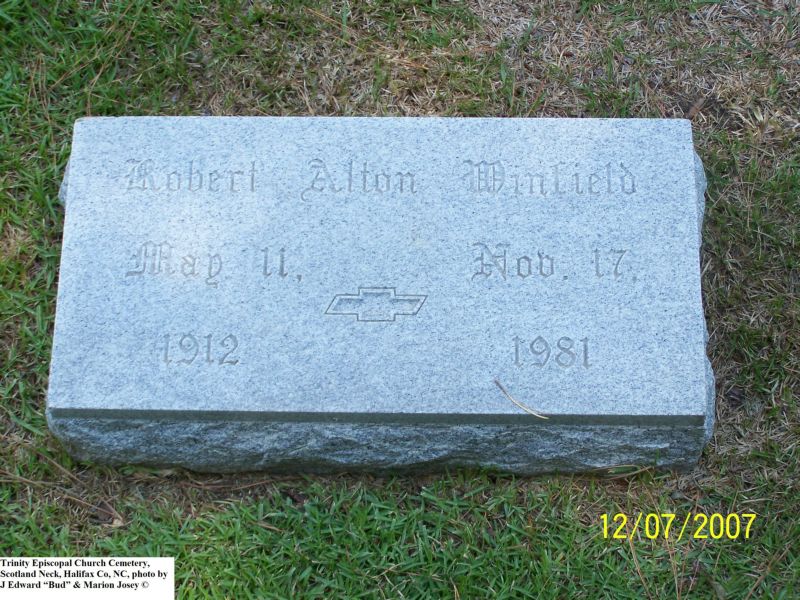 Robert Alton Winfield
May 11, Nov. 17,
1912 1981
12/07/2007
Trinity Episcopal Church Cemetery,
Scotland Neck, Halifax Co, NC, photo by
J Edward “Bud” & Marion Josey ©